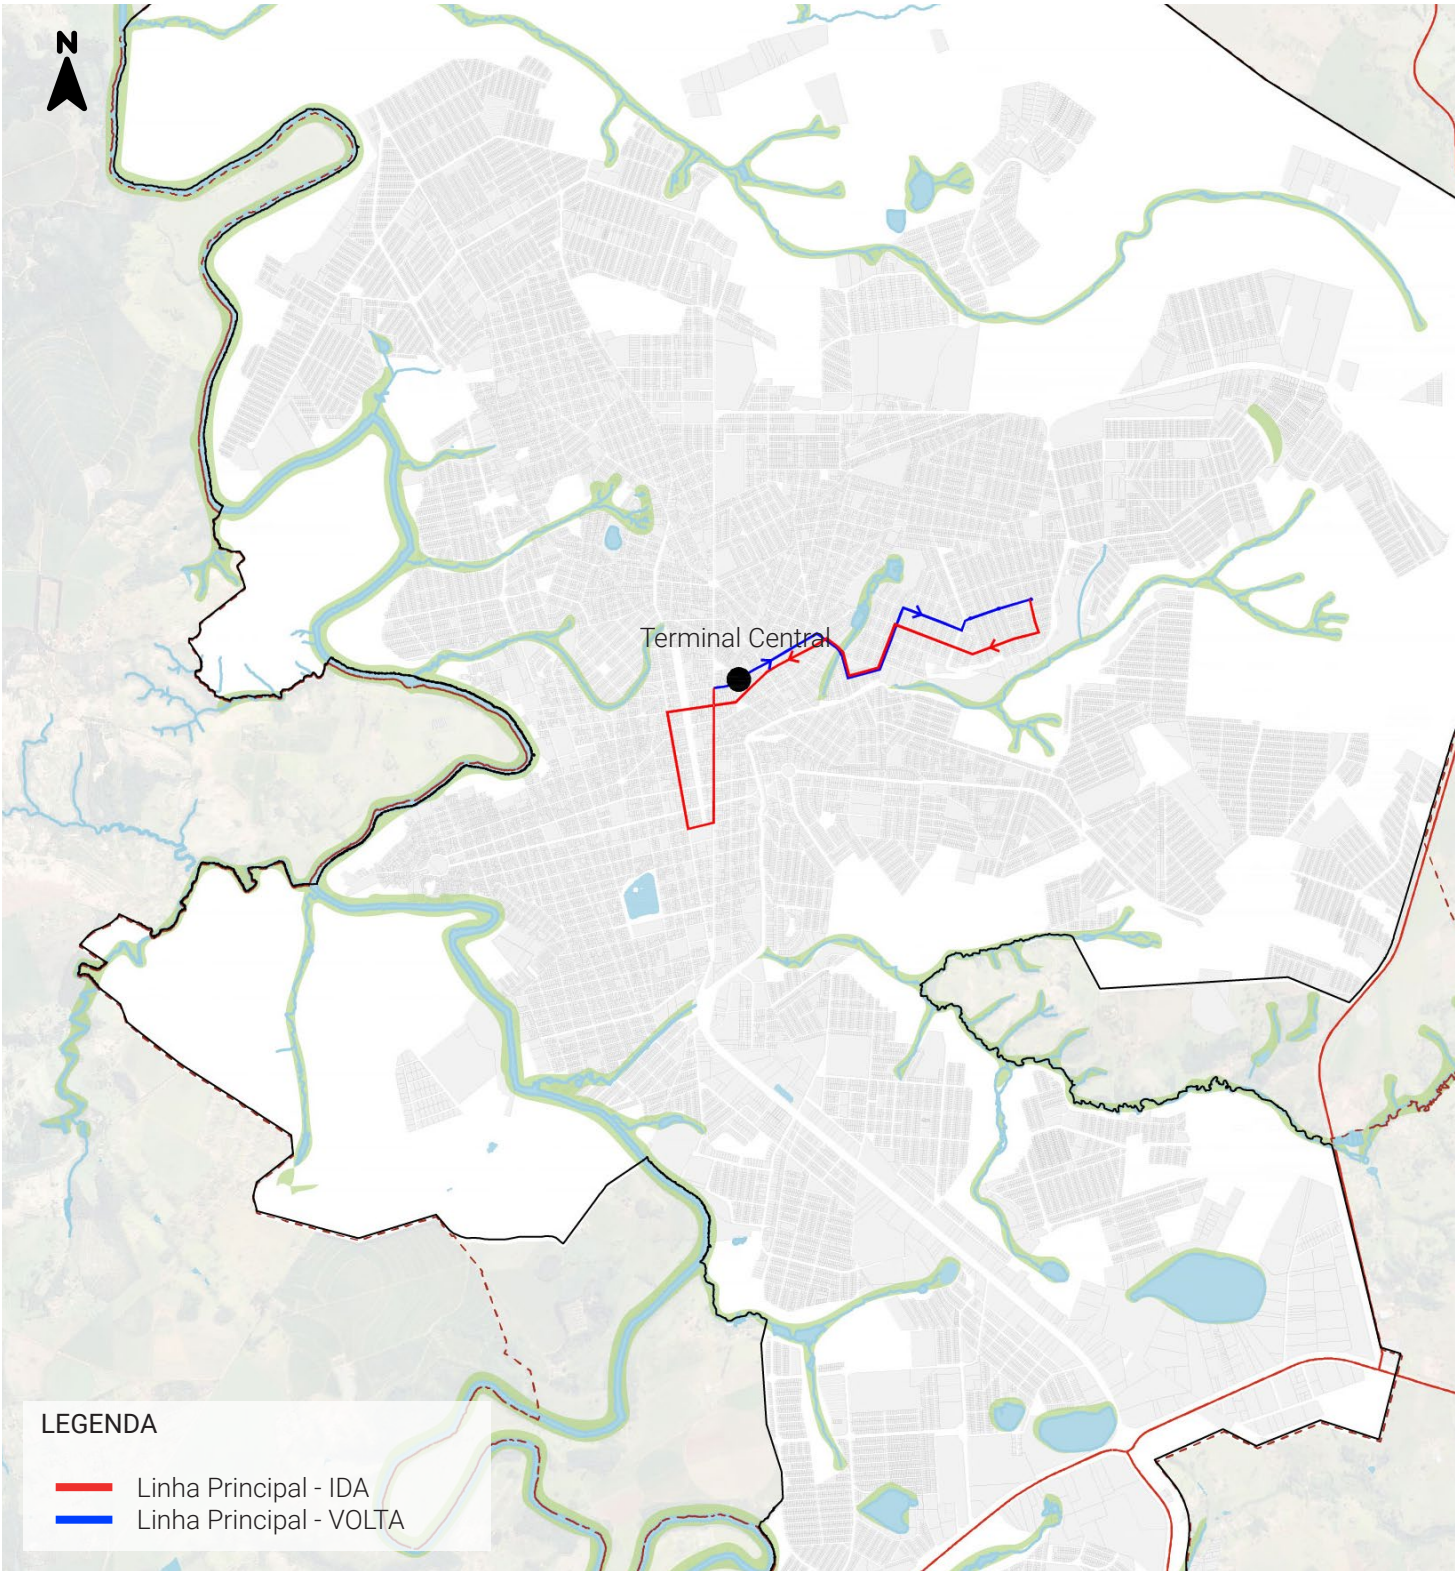 N
Terminal Central
LEGENDA
Linha Principal - IDA
Linha Principal - VOLTA